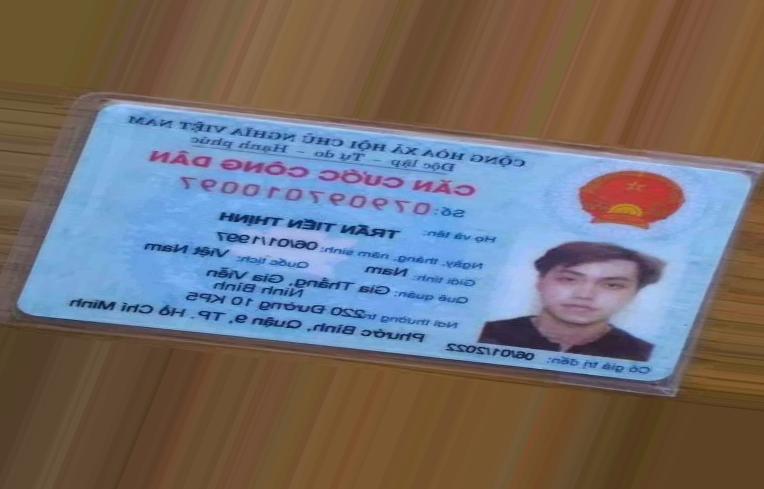 CỘNG HÒA XÃ HỘI CHỦ NGHĨA VIỆT NAM
Độc lập - Tự do - Hạnh phúc
CĂN CƯỚC CÔNG DÂN
Số: 079097010097
Họ và tên: TRẦN TIẾN THỊNH
Ngày, tháng, năm sinh: 06/01/1997
Giới tính: Nam Quốc tịch: Việt Nam
Quê quán: Gia Thắng, Gia Viễn
Ninh Bình
Nơi thường trú: 220 Đường 10 KP5
Phước Bình, Quận 9, TP. Hồ Chí Minh
Có giá trị đến: 06/01/2022